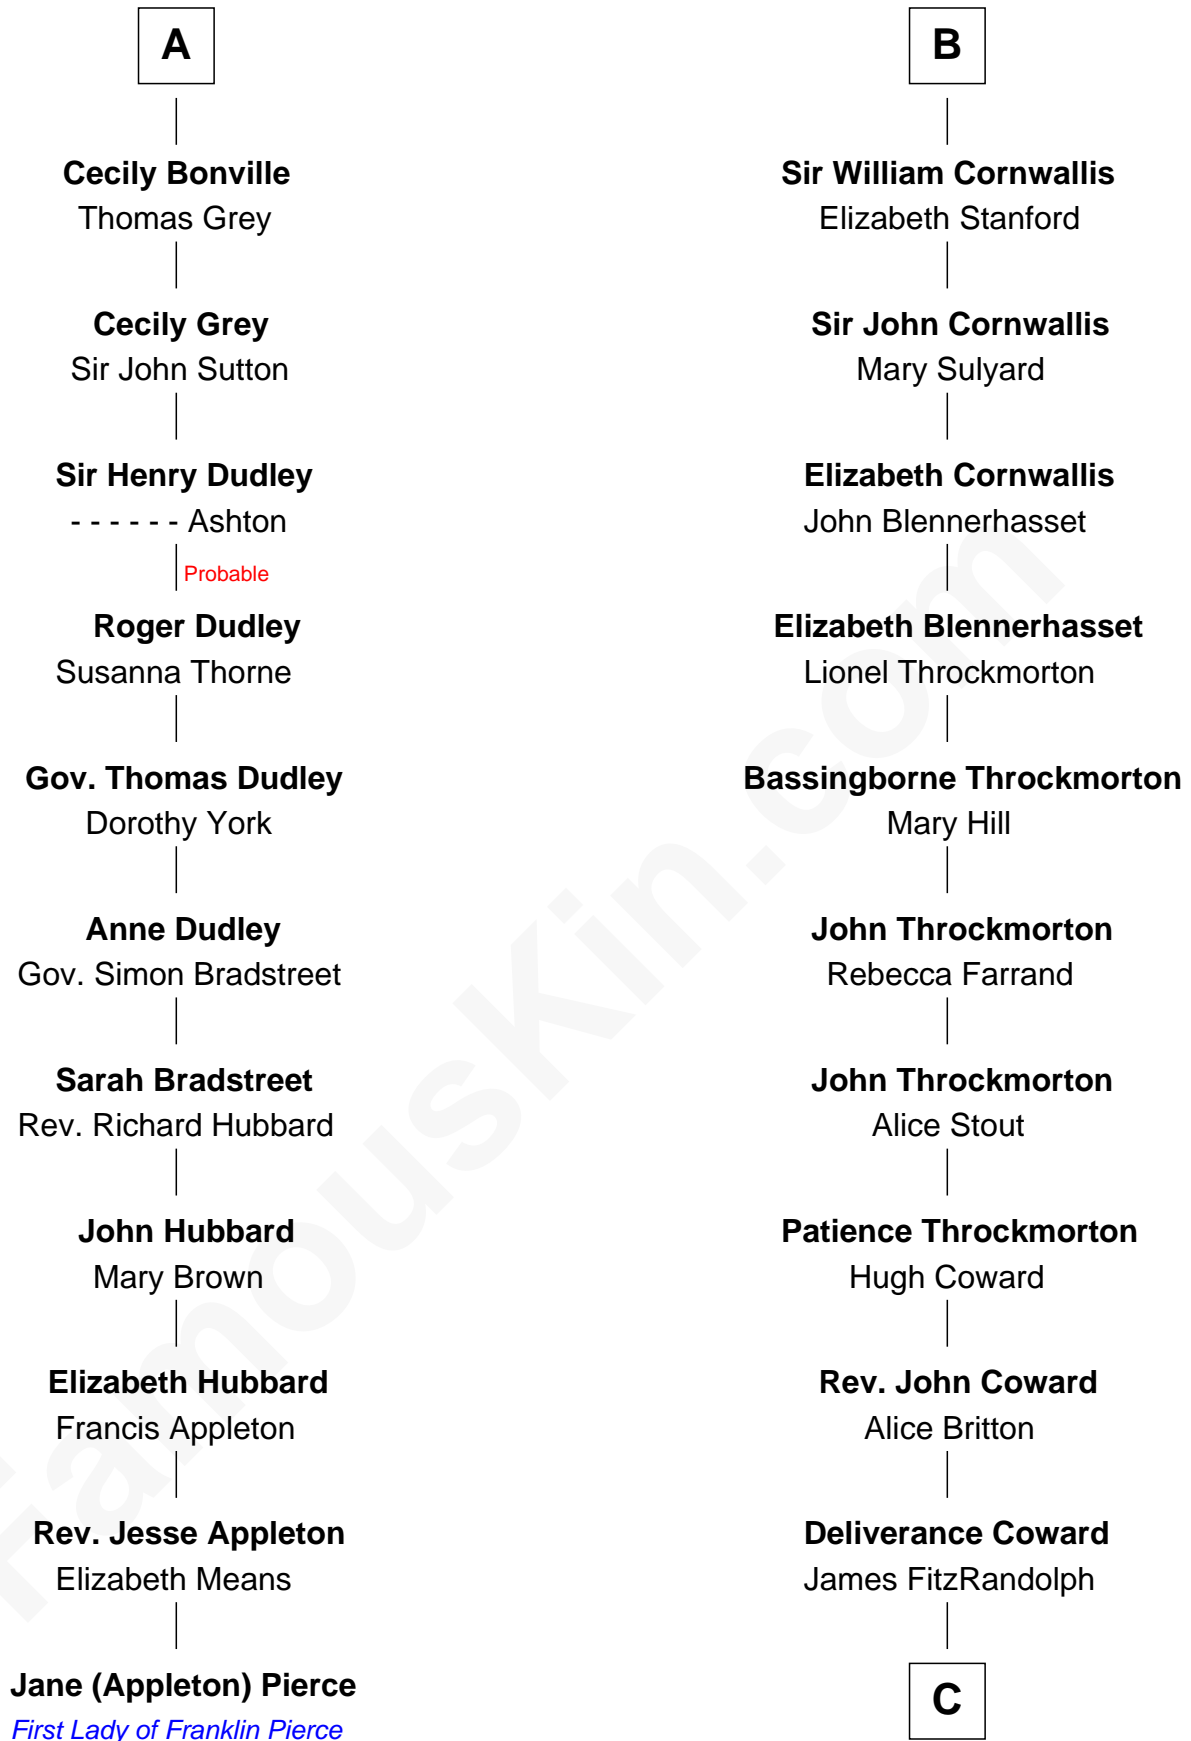 A
Cecily Bonville
Thomas Grey
Cecily Grey
Sir John Sutton
Sir Henry Dudley
- - - - - - Ashton
Probable
Roger Dudley
Susanna Thorne
Gov. Thomas Dudley
Dorothy York
Anne Dudley
Gov. Simon Bradstreet
Sarah Bradstreet
Rev. Richard Hubbard
John Hubbard
Mary Brown
Elizabeth Hubbard
Francis Appleton
Rev. Jesse Appleton
Elizabeth Means
Jane (Appleton) Pierce
First Lady of Franklin Pierce
B
Sir William Cornwallis
Elizabeth Stanford
Sir John Cornwallis
Mary Sulyard
Elizabeth Cornwallis
John Blennerhasset
Elizabeth Blennerhasset
Lionel Throckmorton
Bassingborne Throckmorton
Mary Hill
John Throckmorton
Rebecca Farrand
John Throckmorton
Alice Stout
Patience Throckmorton
Hugh Coward
Rev. John Coward
Alice Britton
Deliverance Coward
James FitzRandolph
C
FamousKin.com